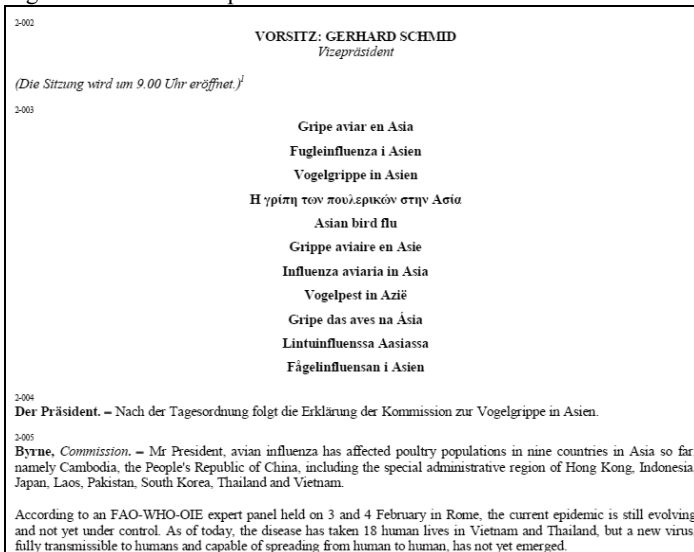 2-002
VORSITZ: GERHARD SCHMID
Vizepräsident
(Die Sitzung wird um 9.00 Uhr eröffnet.)1
2-003
Gripe aviar en Asia
Fugleinfluenza i Asien
Vogelgrippe in Asien
Η γρίπη των πουλερικών στην Ασία
Asian bird flu
Grippe aviaire en Asie
Influenza aviaria in Asia
Vogelpest in Azië
Gripe das aves na Ásia
Lintuinfluenssa Aasiassa
Fågelinfluensan i Asien
2-004
Der Präsident. – Nach der Tagesordnung folgt die Erklärung der Kommission zur Vogelgrippe in Asien.
2-005
Byrne, Commission. – Mr President, avian influenza has affected poultry populations in nine countries in Asia so far
namely Cambodia, the People's Republic of China, including the special administrative region of Hong Kong, Indonesia
Japan, Laos, Pakistan, South Korea, Thailand and Vietnam.
According to an FAO-WHO-OIE expert panel held on 3 and 4 February in Rome, the current epidemic is still evolving
and not yet under control. As of today, the disease has taken 18 human lives in Vietnam and Thailand, but a new virus
fully transmissible to humans and capable of spreading from human to human, has not yet emerged.